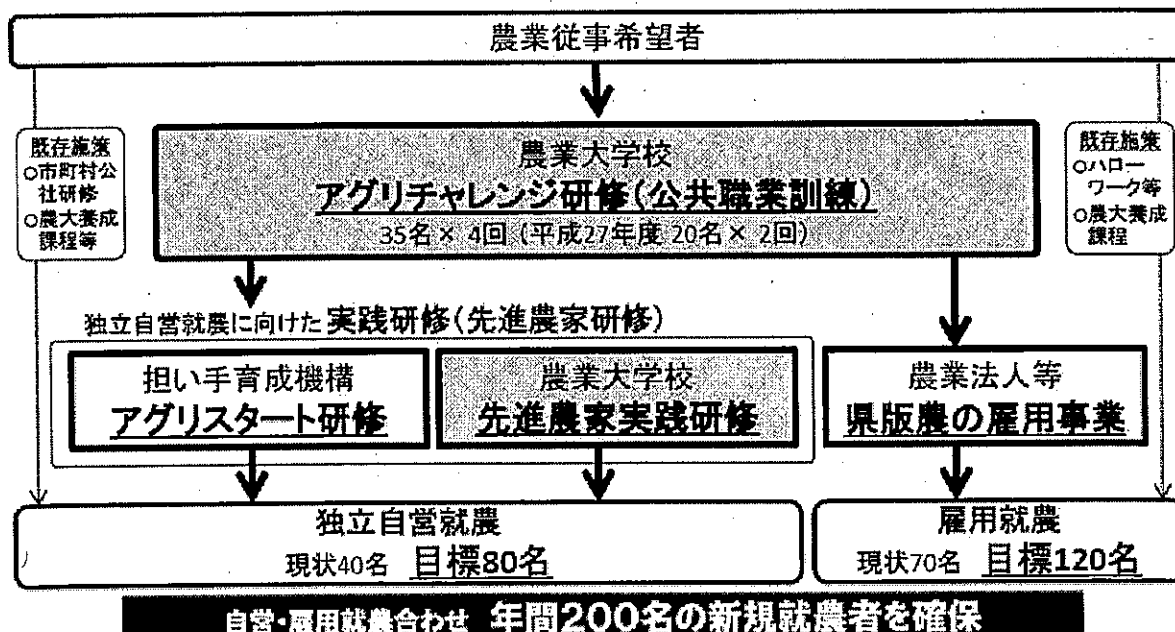 農業従事希望者
既存施策
○市町村公
社研修
○農大養成
課程等
農業大学校
アグリチャレンジ研修(公共職業訓練)
35名×4回(平成27年度 20名×2回)
既存施策
○ハロー
ワーク等
○農大養成
課程
独立自営就農に向けた実践研修(先進農家研修)
担い手育成機構
アグリスタート研修
農業大学校
先進農家実践研修
農業法人等
県版農の雇用事業
独立自営就農
現状40名 目標80名
雇用就農
現状70名 目標120名
自営・雇用就農合わせ 年間200名の新規就農者を確保